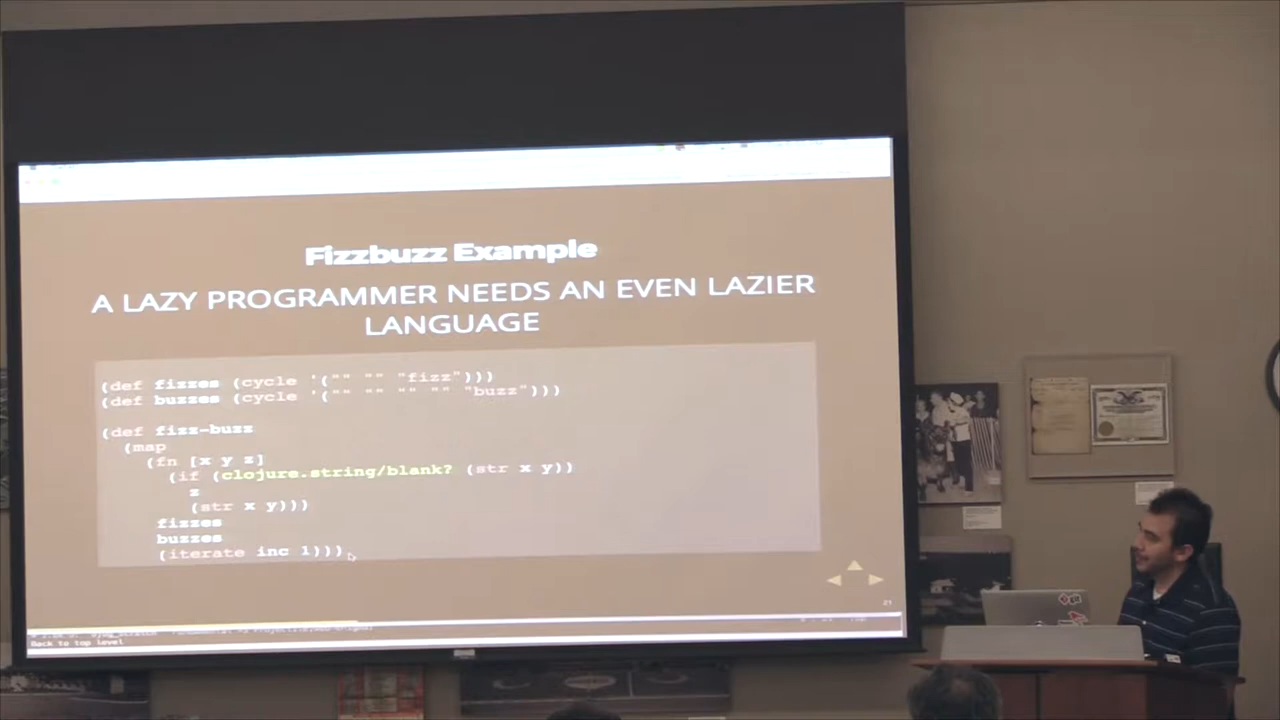 Fizzbuzz Example
A LAZY PROGRAMMER NEEDS AN EVEN LAZIER
LANGUAGE
(def fizzes (cycle '("" "" "fizz")))
(def buzzes (cycle '("" "" "" "" "buzz")))
(def fizz-buzz
(map
(fn [x y z]
(if (clojure.string/blank? (str x y))
z
(str x y)))
fizzes
buzzes
(iterate inc 1)))
21
Back to top level